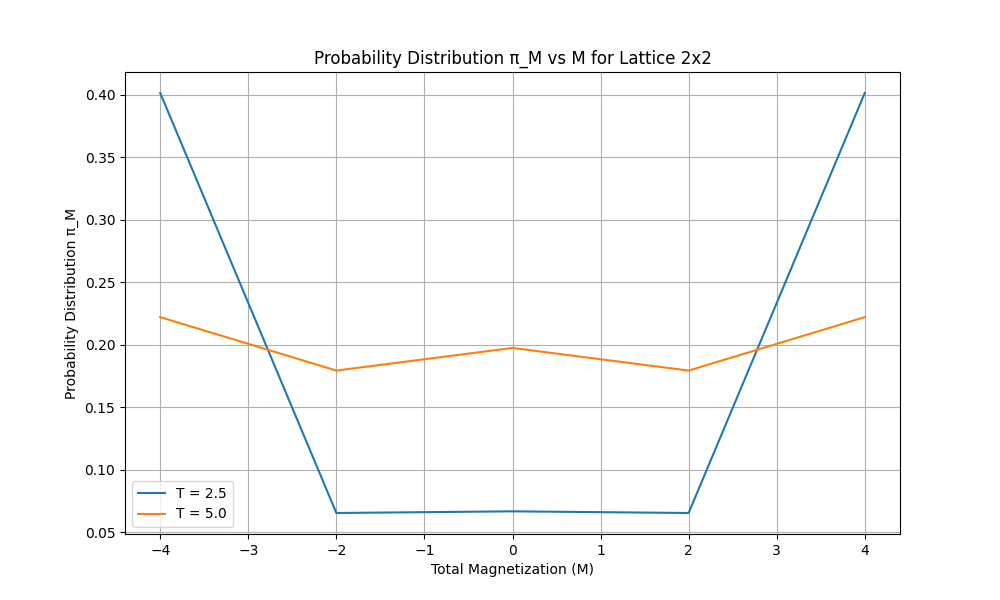 Probability Distribution π_M vs M for Lattice 2x2
Probability Distribution π_M
0.40
0.35
0.30
0.25
0.20
0.15
0.10
0.05
T = 2.5
T = 5.0
−4 −3 −2 −1 0 1 2 3 4
Total Magnetization (M)